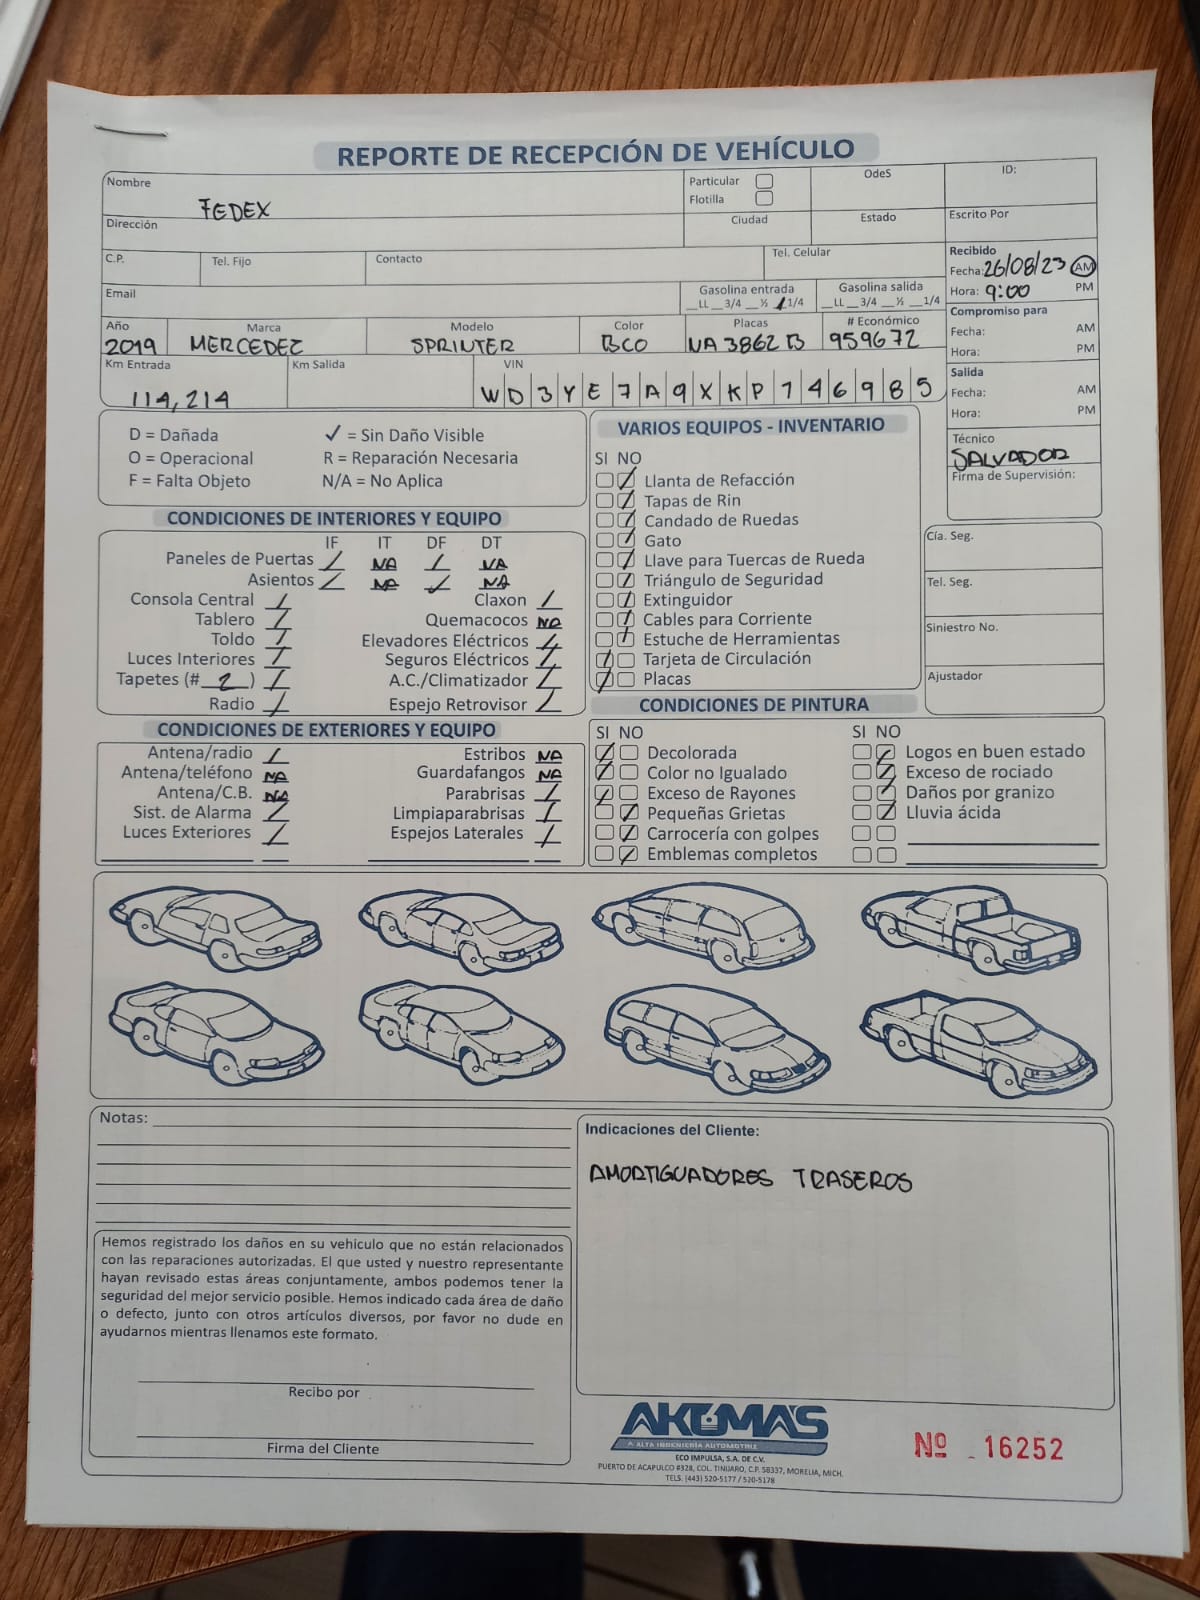 REPORTE DE RECEPCIÓN DE VEHÍCULO
Nombre
FEDEX
Particular
Flotilla
OdeS
ID:
Dirección
Ciudad
Estado
Escrito Por
C.P.
Tel. Fijo
Contacto
Tel. Celular
Recibido
Fecha: 26/08/23 AM
Hora: 9:00 PM
Email
Gasolina entrada
__LL __3/4 __½ __1/4
Gasolina salida
__LL __3/4 __½ __1/4
Compromiso para
Fecha: AM
Hora: PM
Año
2019
Marca
MERCEDEZ
Modelo
SPRINTER
Color
BCO
Placas
NA 3862 B
# Económico
959672
Km Entrada
114,214
Km Salida
VIN
W D 3 Y E 7 A 9 X K P 7 4 6 9 8 5
Salida
Fecha: AM
Hora: PM
Técnico
SALVADOR
Firma de Supervisión:
D = Dañada ✓ = Sin Daño Visible
O = Operacional R = Reparación Necesaria
F = Falta Objeto N/A = No Aplica
CONDICIONES DE INTERIORES Y EQUIPO
IF IT DF DT
Paneles de Puertas / NA / NA
Asientos / NA / NA
Consola Central / Claxon /
Tablero / Quemacocos NA
Toldo / Elevadores Eléctricos /
Luces Interiores / Seguros Eléctricos /
Tapetes (# 2 ) / A.C./Climatizador /
Radio / Espejo Retrovisor /
CONDICIONES DE EXTERIORES Y EQUIPO
Antena/radio / Estribos NA
Antena/teléfono NA Guardafangos NA
Antena/C.B. NA Parabrisas /
Sist. de Alarma / Limpiaparabrisas /
Luces Exteriores / Espejos Laterales /
VARIOS EQUIPOS - INVENTARIO
SI NO
Llanta de Refacción
Tapas de Rin
Candado de Ruedas
Gato
Llave para Tuercas de Rueda
Triángulo de Seguridad
Extinguidor
Cables para Corriente
Estuche de Herramientas
Tarjeta de Circulación
Placas
Cía. Seg.
Tel. Seg.
Siniestro No.
Ajustador
CONDICIONES DE PINTURA
SI NO SI NO
Decolorada Logos en buen estado
Color no Igualado Exceso de rociado
Exceso de Rayones Daños por granizo
Pequeñas Grietas Lluvia ácida
Carrocería con golpes
Emblemas completos
Notas:
Indicaciones del Cliente:
AMORTIGUADORES TRASEROS
Hemos registrado los daños en su vehiculo que no están relacionados
con las reparaciones autorizadas. El que usted y nuestro representante
hayan revisado estas áreas conjuntamente, ambos podemos tener la
seguridad del mejor servicio posible. Hemos indicado cada área de daño
o defecto, junto con otros artículos diversos, por favor no dude en
ayudarnos mientras llenamos este formato.
Recibo por
Firma del Cliente
AKUMA'S
ALTA INGENIERÍA AUTOMOTRIZ
ECO IMPULSA, S.A. DE C.V.
PUERTO DE ACAPULCO #328, COL. TINIJARO, C.P. 58337, MORELIA, MICH.
TELS. (443) 520-5177 / 520-5178
Nº 16252